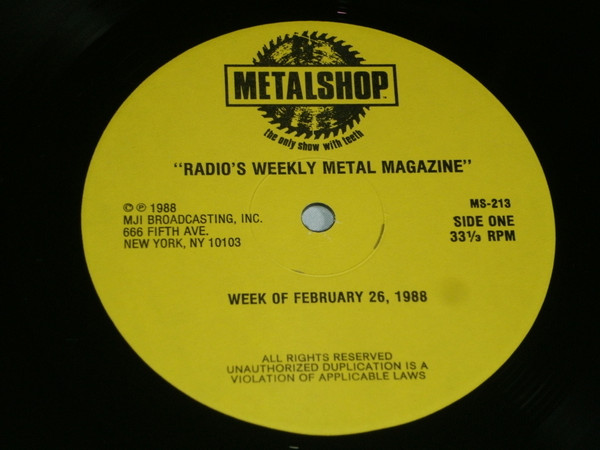 METALSHOP™
the only show with teeth
"RADIO'S WEEKLY METAL MAGAZINE"
© ℗ 1988
MJI BROADCASTING, INC.
666 FIFTH AVE.
NEW YORK, NY 10103
MS-213
SIDE ONE
33⅓ RPM
WEEK OF FEBRUARY 26, 1988
ALL RIGHTS RESERVED
UNAUTHORIZED DUPLICATION IS A
VIOLATION OF APPLICABLE LAWS